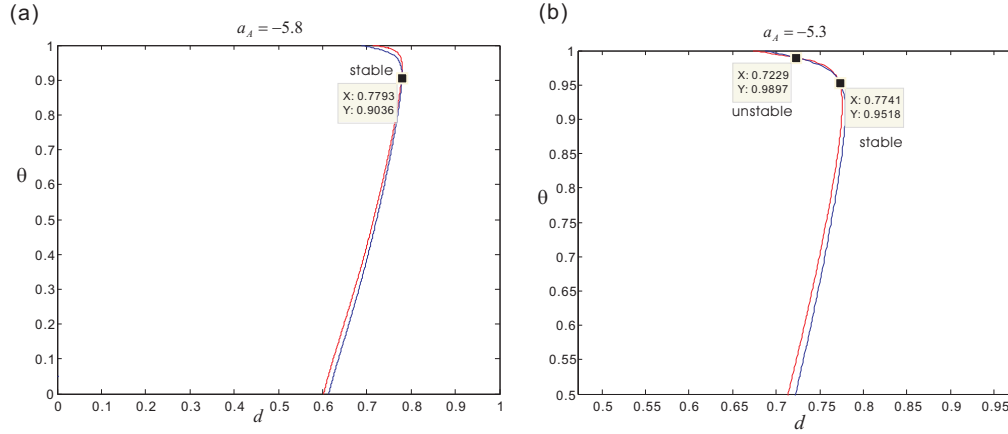 (a)
a_A = -5.8
1
0.9
0.8
0.7
0.6
0.5
0.4
0.3
0.2
0.1
0
θ
stable
X: 0.7793
Y: 0.9036
0 0.1 0.2 0.3 0.4 0.5 0.6 0.7 0.8 0.9 1
d
(b)
a_A = -5.3
1
0.95
0.9
0.85
0.8
0.75
0.7
0.65
0.6
0.55
0.5
θ
X: 0.7229
Y: 0.9897
unstable
X: 0.7741
Y: 0.9518
stable
0.5 0.55 0.6 0.65 0.7 0.75 0.8 0.85 0.9 0.95
d